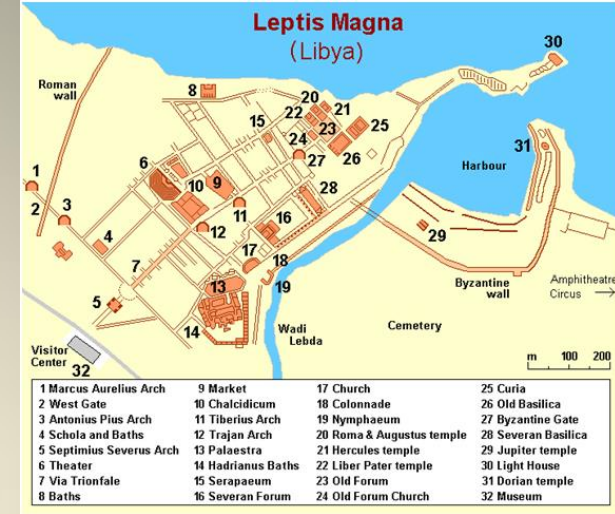 Leptis Magna
(Libya)
30
Roman
wall
8
20
21
22
15
23
25
24
31
1
6
27
26
Harbour
2
3
10
9
28
4
11
16
12
29
7
17
18
5
13
19
Byzantine
wall
Amphitheatre
Circus
14
Wadi
Lebda
Cemetery
Visitor
Center
32
m 100 200
1 Marcus Aurelius Arch
2 West Gate
3 Antonius Pius Arch
4 Schola and Baths
5 Septimius Severus Arch
6 Theater
7 Via Trionfale
8 Baths
9 Market
10 Chalcidicum
11 Tiberius Arch
12 Trajan Arch
13 Palaestra
14 Hadrianus Baths
15 Serapaeum
16 Severan Forum
17 Church
18 Colonnade
19 Nymphaeum
20 Roma & Augustus temple
21 Hercules temple
22 Liber Pater temple
23 Old Forum
24 Old Forum Church
25 Curia
26 Old Basilica
27 Byzantine Gate
28 Severan Basilica
29 Jupiter temple
30 Light House
31 Dorian temple
32 Museum